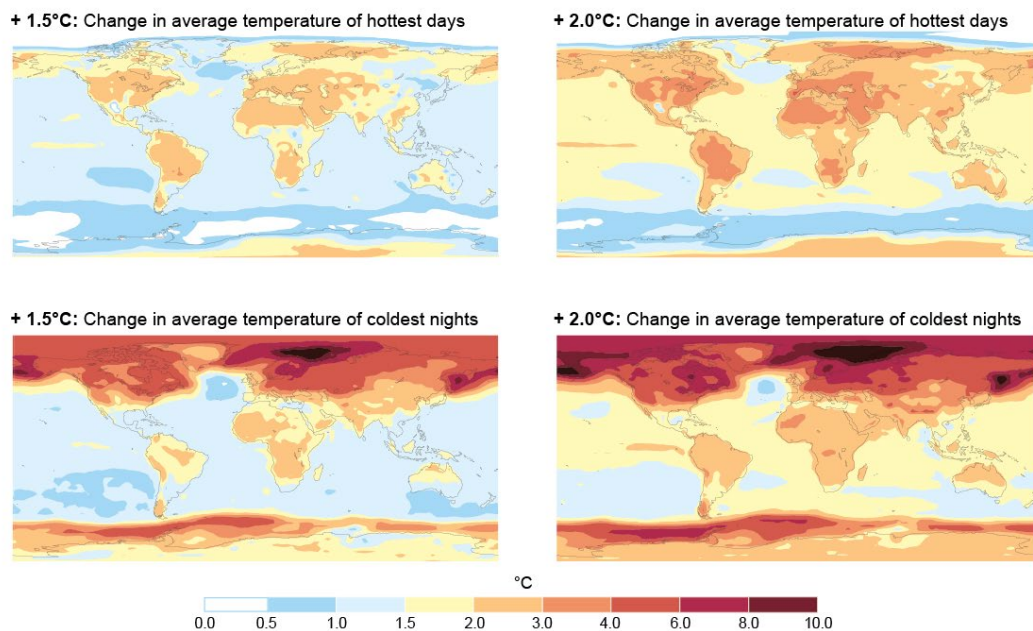 + 1.5°C: Change in average temperature of hottest days
+ 2.0°C: Change in average temperature of hottest days
+ 1.5°C: Change in average temperature of coldest nights
+ 2.0°C: Change in average temperature of coldest nights
°C
0.0 0.5 1.0 1.5 2.0 3.0 4.0 6.0 8.0 10.0